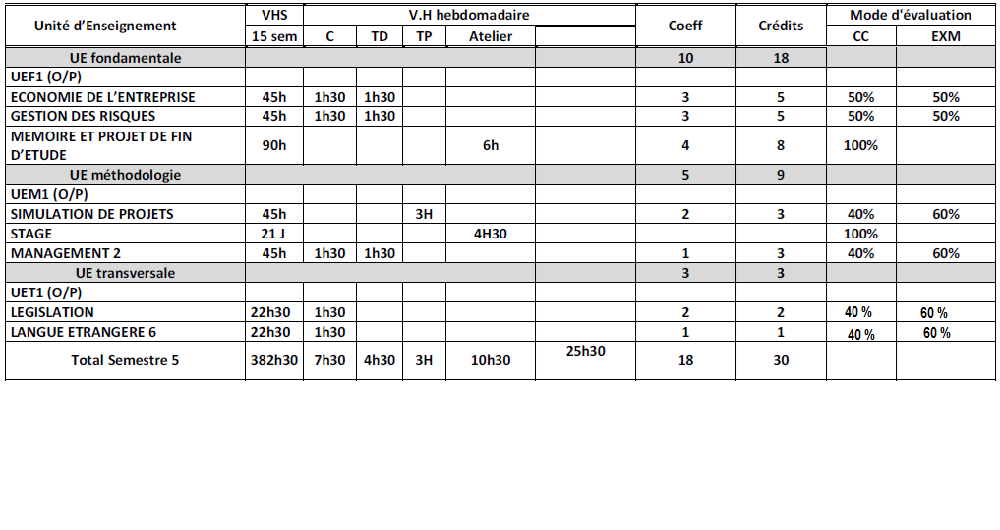 Unité d'Enseignement VHS V.H hebdomadaire Coeff Crédits Mode d'évaluation
15 sem C TD TP Atelier CC EXM
UE fondamentale 10 18
UEF1 (O/P)
ECONOMIE DE L'ENTREPRISE 45h 1h30 1h30 3 5 50% 50%
GESTION DES RISQUES 45h 1h30 1h30 3 5 50% 50%
MEMOIRE ET PROJET DE FIN
D'ETUDE 90h 6h 4 8 100%
UE méthodologie 5 9
UEM1 (O/P)
SIMULATION DE PROJETS 45h 3H 2 3 40% 60%
STAGE 21 J 4H30 100%
MANAGEMENT 2 45h 1h30 1h30 1 3 40% 60%
UE transversale 3 3
UET1 (O/P)
LEGISLATION 22h30 1h30 2 2 40 % 60 %
LANGUE ETRANGERE 6 22h30 1h30 1 1 40 % 60 %
Total Semestre 5 382h30 7h30 4h30 3H 10h30 25h30 18 30